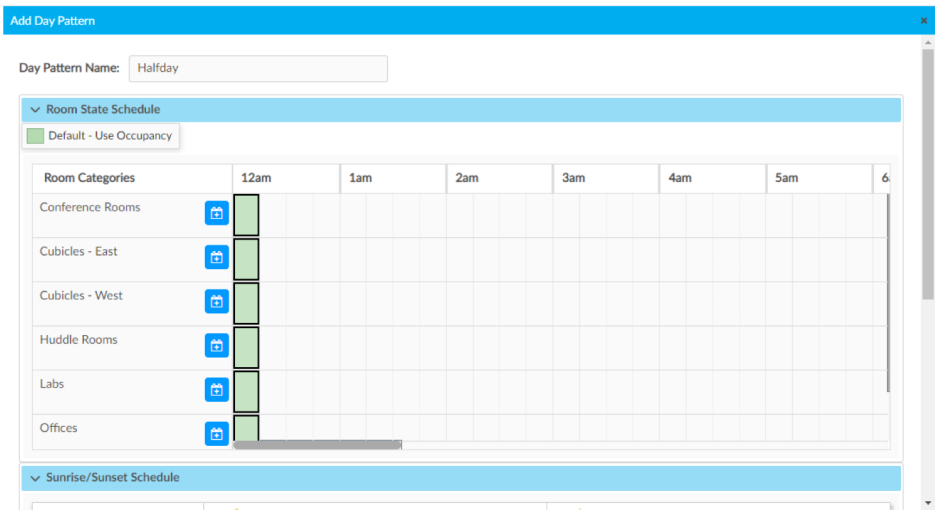 Add Day Pattern ×
Day Pattern Name: Halfday
Room State Schedule
Default - Use Occupancy
Room Categories 12am 1am 2am 3am 4am 5am
Conference Rooms
Cubicles - East
Cubicles - West
Huddle Rooms
Labs
Offices
Sunrise/Sunset Schedule